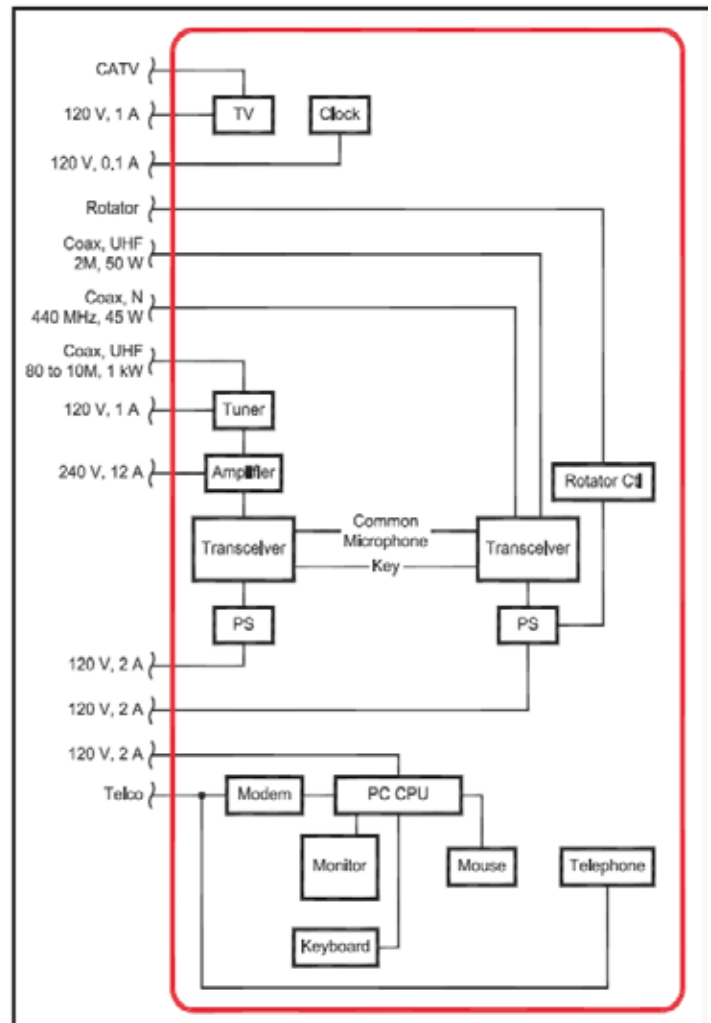 CATV
120 V, 1 A
TV
Clock
120 V, 0.1 A
Rotator
Coax, UHF
2M, 50 W
Coax, N
440 MHz, 45 W
Coax, UHF
80 to 10M, 1 kW
120 V, 1 A
Tuner
240 V, 12 A
Amplifier
Rotator Ctl
Transceiver
Common
Microphone
Key
Transceiver
PS
PS
120 V, 2 A
120 V, 2 A
120 V, 2 A
Telco
Modem
PC CPU
Monitor
Mouse
Telephone
Keyboard